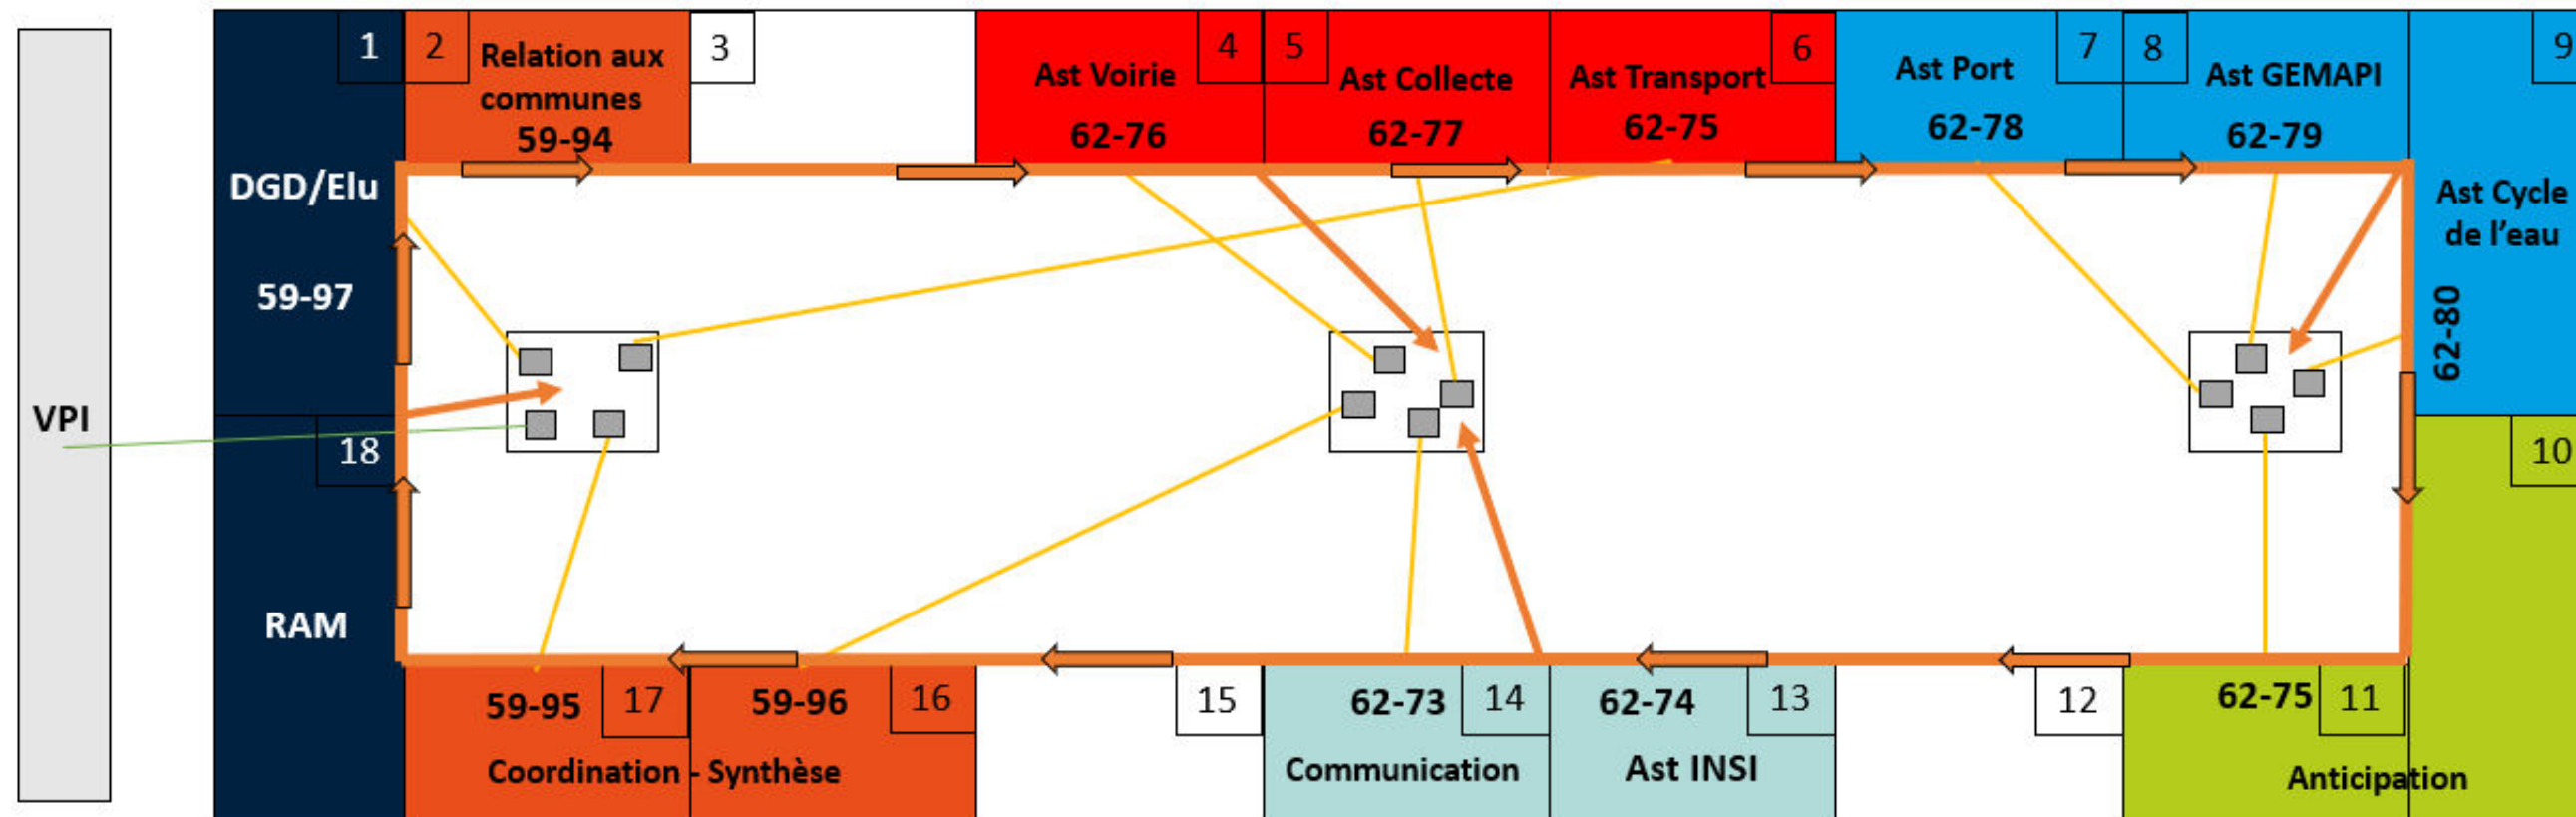 VPI
1
DGD/Elu
59-97
2
Relation aux
communes
59-94
3
Ast Voirie
62-76
4
5
Ast Collecte
62-77
Ast Transport
62-75
6
Ast Port
62-78
7
8
Ast GEMAPI
62-79
9
Ast Cycle
de l'eau
62-80
10
18
RAM
59-95
17
59-96
16
Coordination - Synthèse
15
62-73
14
Communication
62-74
13
Ast INSI
12
62-75
11
Anticipation